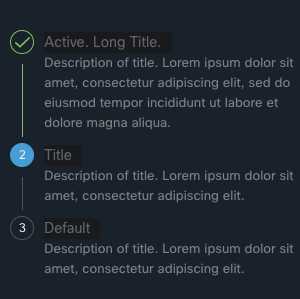 Active. Long Title.
Description of title. Lorem ipsum dolor sit
amet, consectetur adipiscing elit, sed do
eiusmod tempor incididunt ut labore et
dolore magna aliqua.
2 Title
Description of title. Lorem ipsum dolor sit
amet, consectetur adipiscing elit.
3 Default
Description of title. Lorem ipsum dolor sit
amet, consectetur adipiscing elit.